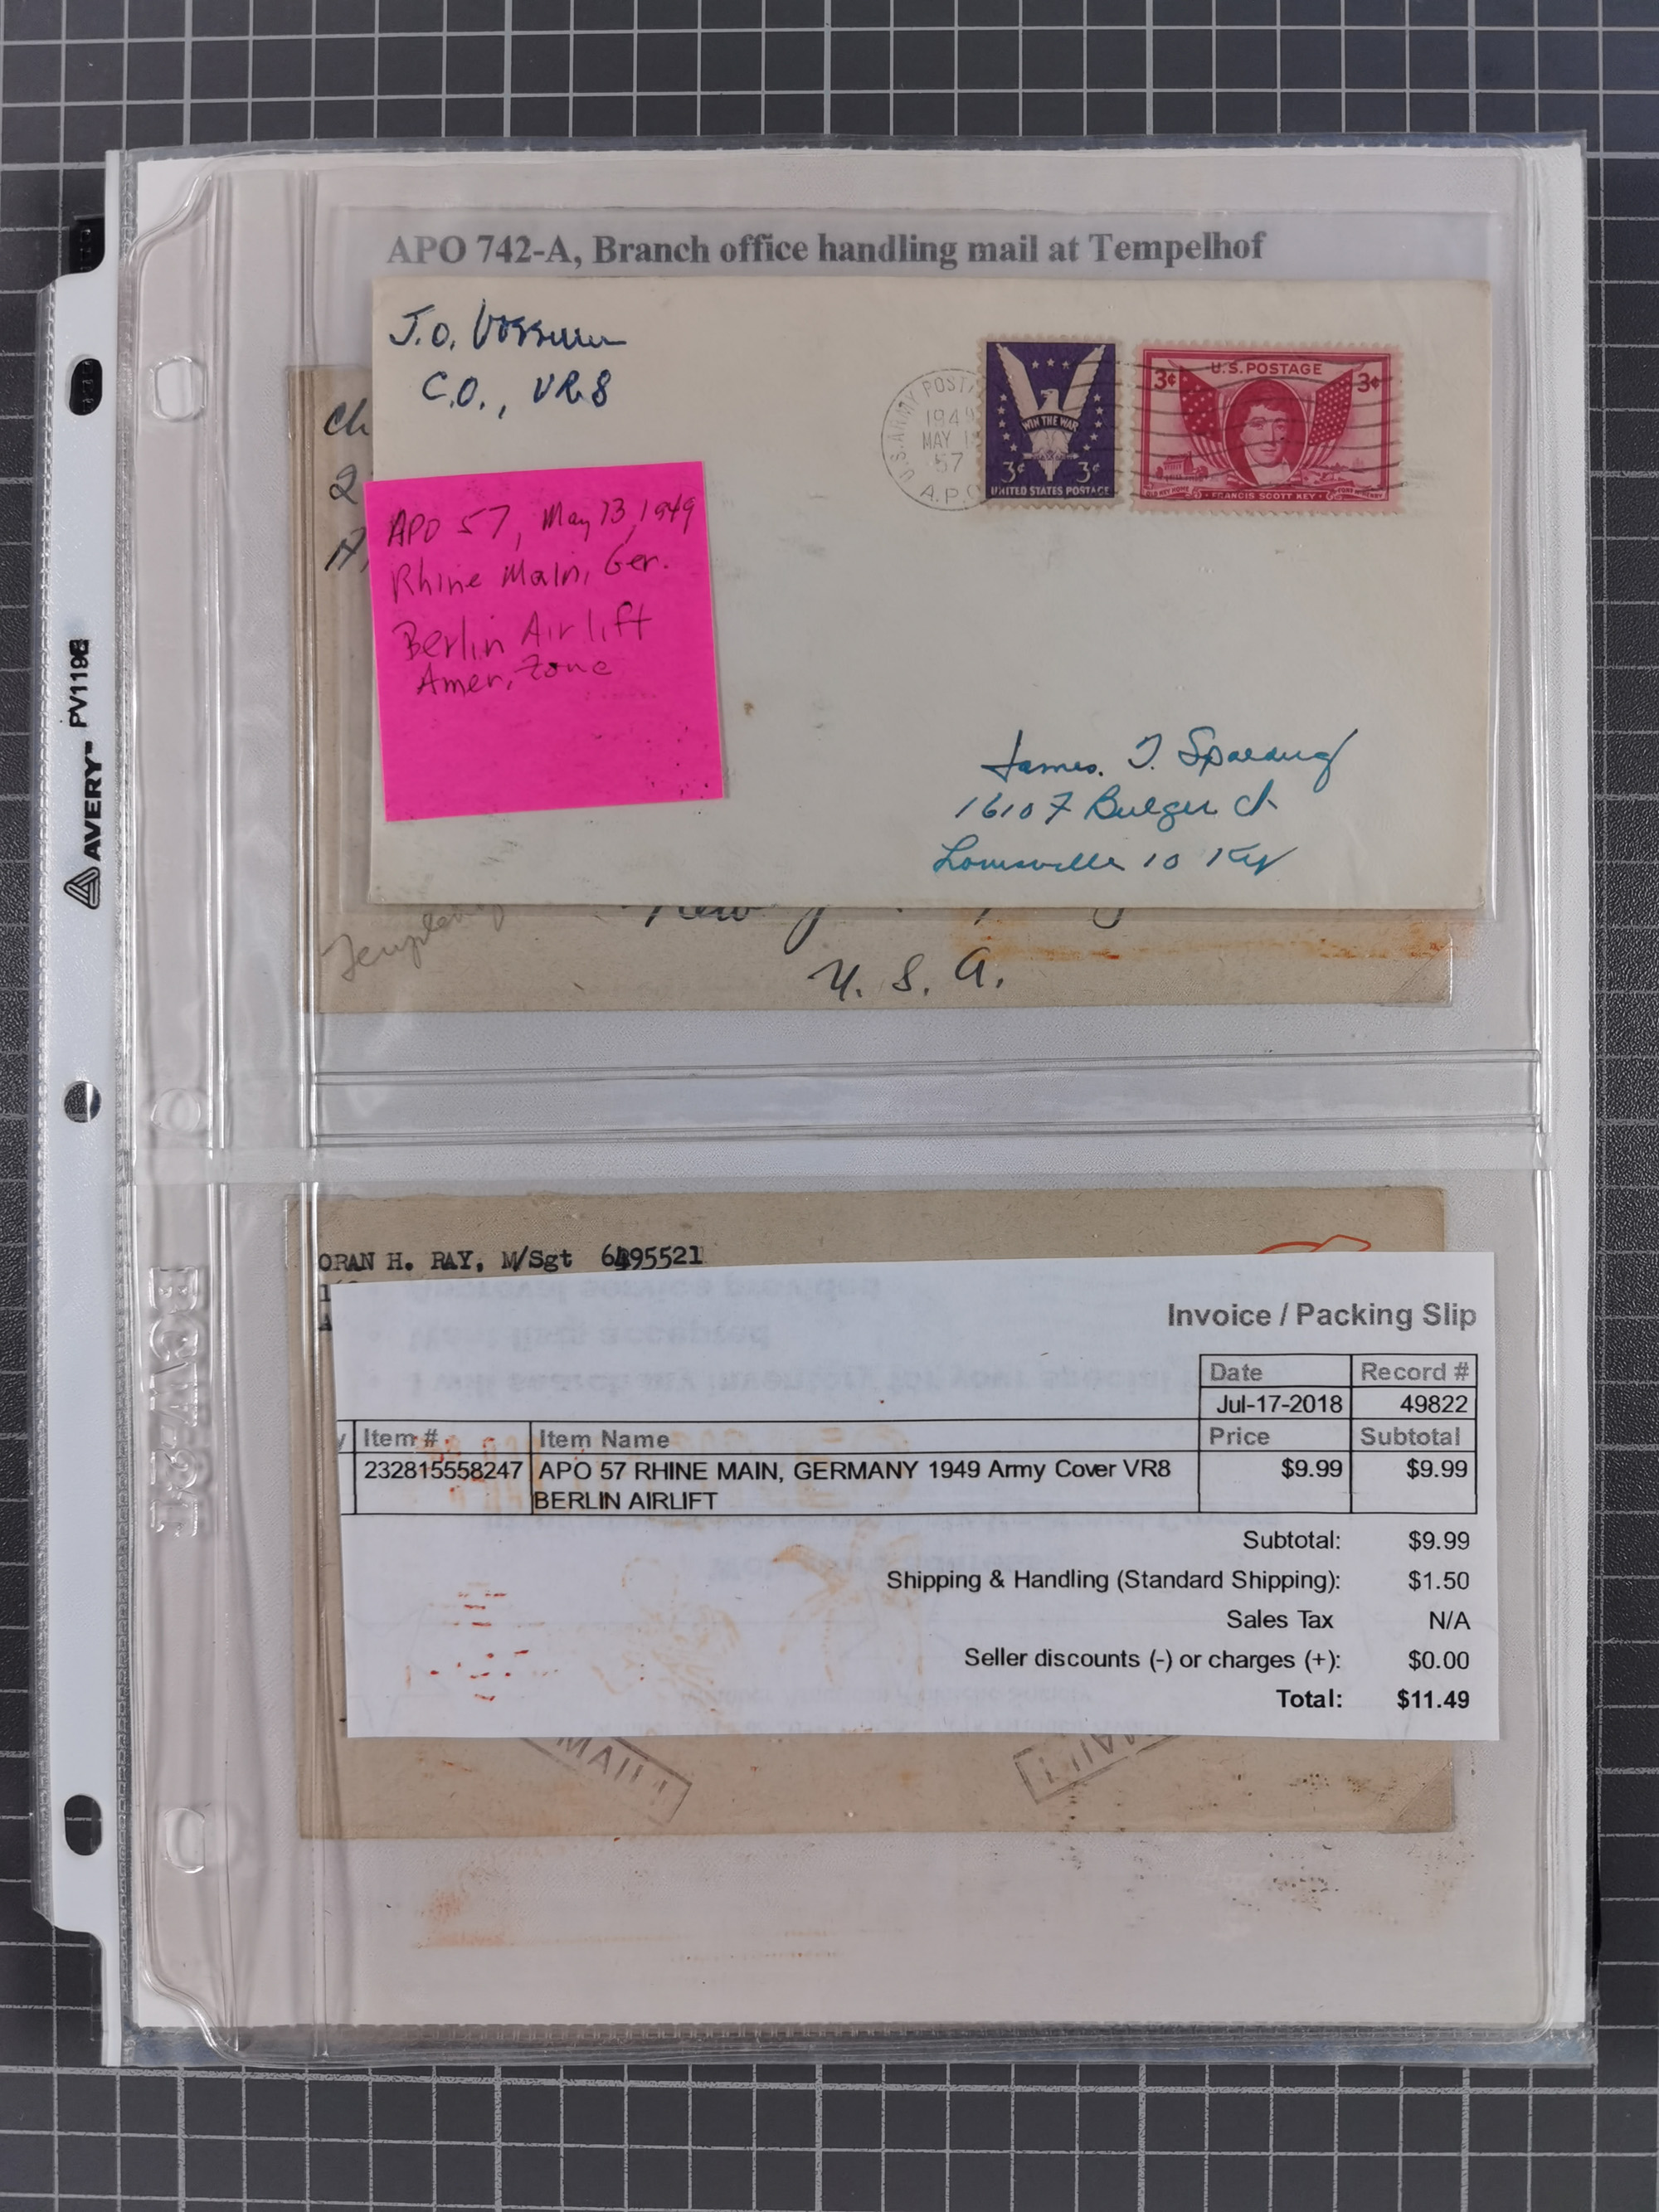 APO 742-A, Branch office handling mail at Tempelhof
J.O.
C.O., VR8
U.S. ARMY POST
MAY
57
A.P.
WIN THE WAR
3¢ 3¢
UNITED STATES POSTAGE
U.S. POSTAGE
3¢ 3¢
FRANCIS SCOTT KEY
APO 57, May 13, 1949
Rhine Main, Ger.
Berlin Airlift
Amer. Zone
James. T.
1610 7 Bulger Ct
Louisville 10 Ky
U. S. A.
AVERY PV119
ORAN H. RAY, M/Sgt 6495521
Invoice / Packing Slip
Date Record #
Jul-17-2018 49822
Item # Item Name Price Subtotal
232815558247 APO 57 RHINE MAIN, GERMANY 1949 Army Cover VR8 $9.99 $9.99
BERLIN AIRLIFT
Subtotal: $9.99
Shipping & Handling (Standard Shipping): $1.50
Sales Tax N/A
Seller discounts (-) or charges (+): $0.00
Total: $11.49
MAIL